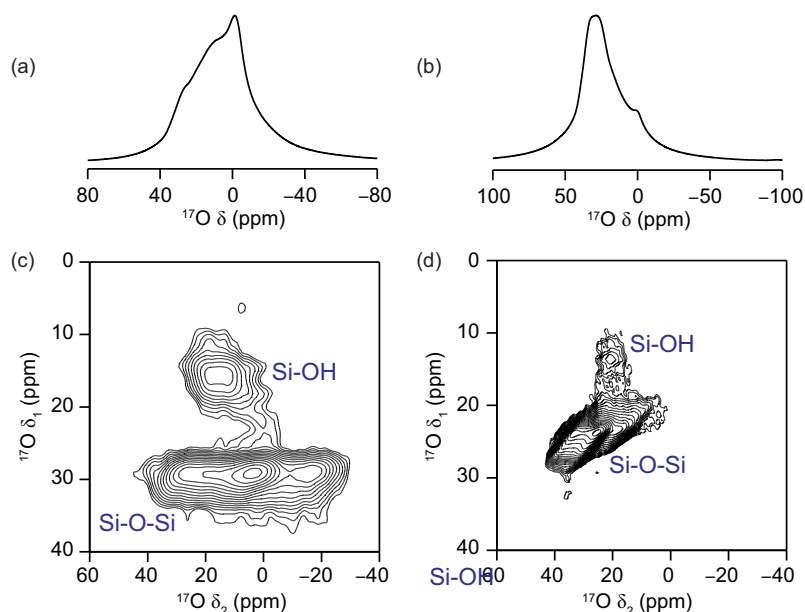 (a)
80 40 0 −40 −80
¹⁷O δ (ppm)
(b)
100 50 0 −50 −100
¹⁷O δ (ppm)
(c)
0
10
20
30
40
¹⁷O δ₁ (ppm)
Si-OH
Si-O-Si
60 40 20 0 −20 −40
¹⁷O δ₂ (ppm)
(d)
0
10
20
30
40
¹⁷O δ₁ (ppm)
Si-OH
Si-O-Si
Si-OH
60 40 20 0 −20 −40
¹⁷O δ₂ (ppm)